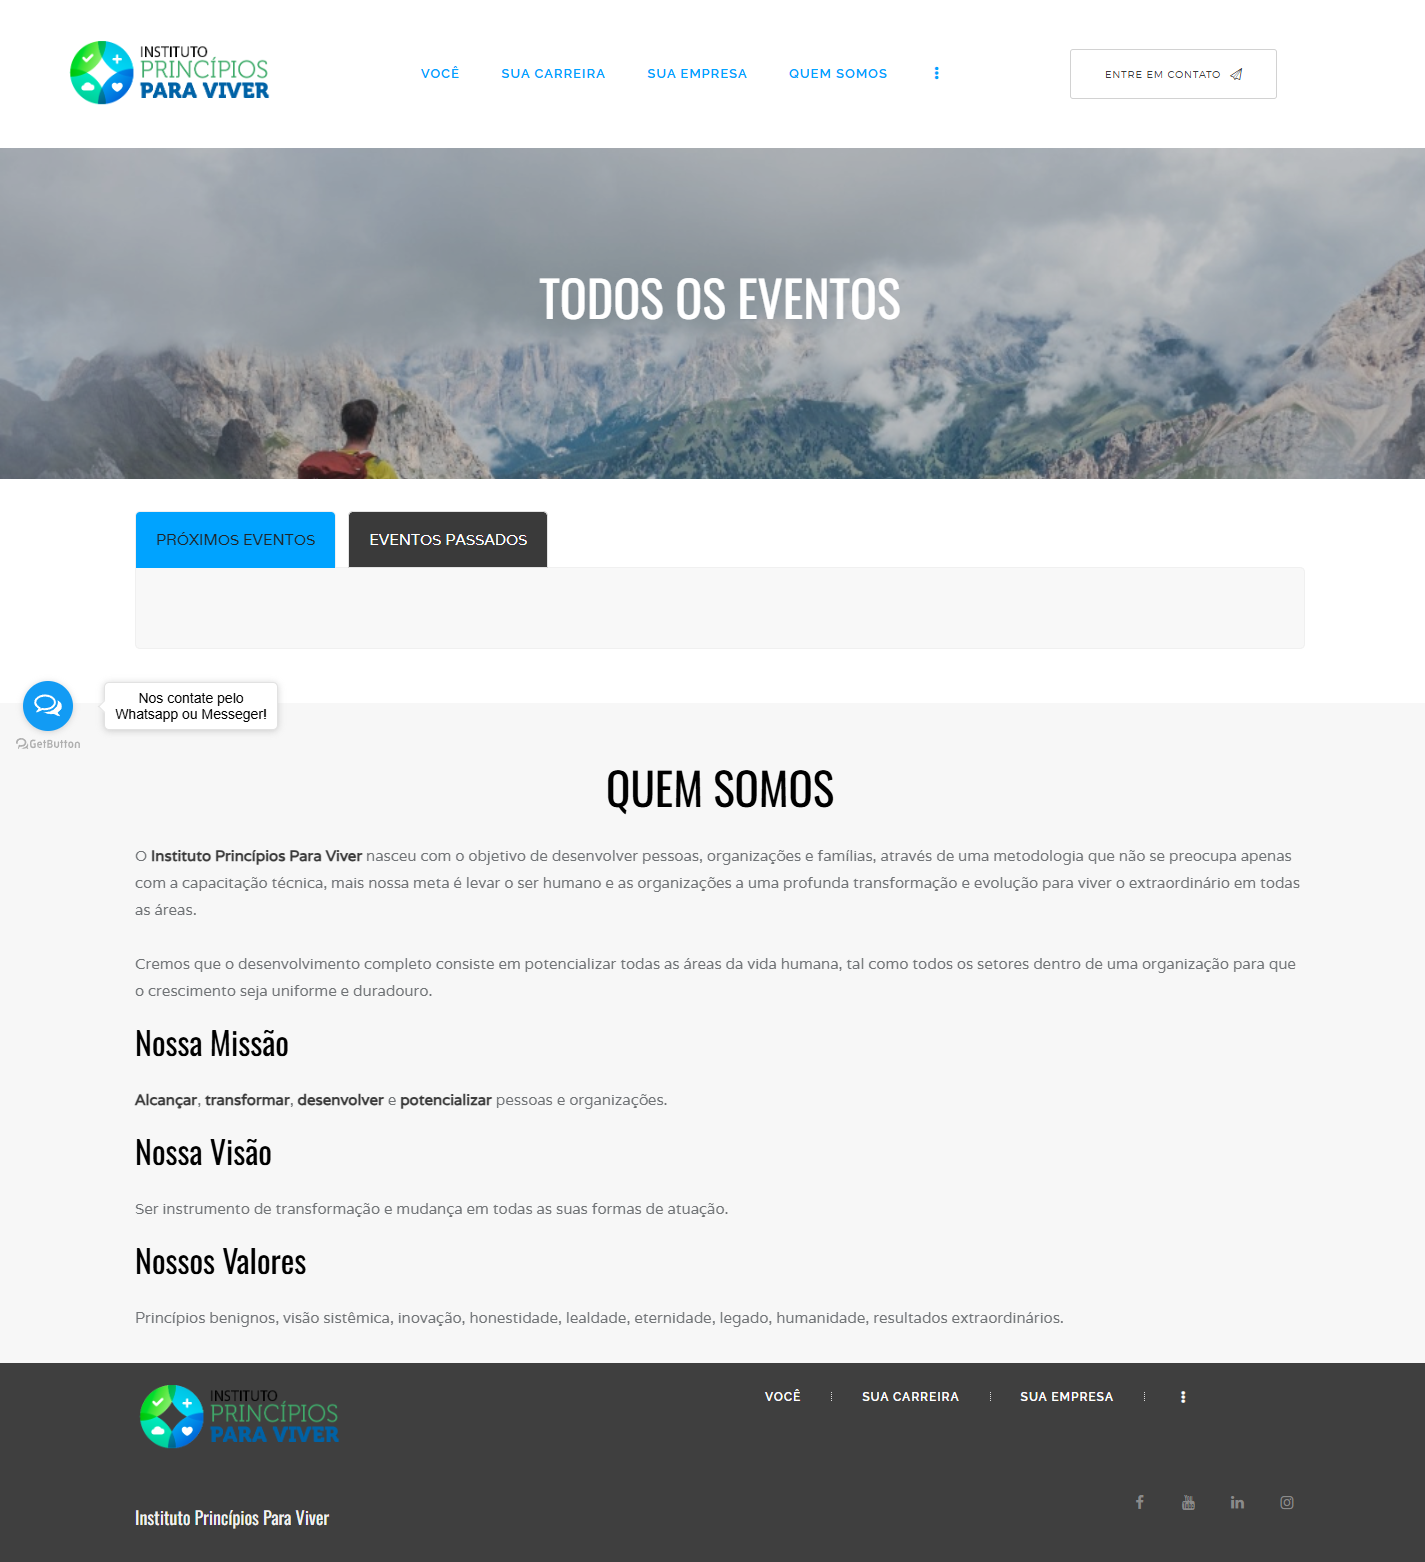 INSTITUTO
PRINCÍPIOS
PARA VIVER
VOCÊ
SUA CARREIRA
SUA EMPRESA
QUEM SOMOS
ENTRE EM CONTATO
TODOS OS EVENTOS
PRÓXIMOS EVENTOS
EVENTOS PASSADOS
Nos contate pelo
Whatsapp ou Messeger!
GetButton
QUEM SOMOS
O Instituto Princípios Para Viver nasceu com o objetivo de desenvolver pessoas, organizações e famílias, através de uma metodologia que não se preocupa apenas
com a capacitação técnica, mais nossa meta é levar o ser humano e as organizações a uma profunda transformação e evolução para viver o extraordinário em todas
as áreas.
Cremos que o desenvolvimento completo consiste em potencializar todas as áreas da vida humana, tal como todos os setores dentro de uma organização para que
o crescimento seja uniforme e duradouro.
Nossa Missão
Alcançar, transformar, desenvolver e potencializar pessoas e organizações.
Nossa Visão
Ser instrumento de transformação e mudança em todas as suas formas de atuação.
Nossos Valores
Princípios benignos, visão sistêmica, inovação, honestidade, lealdade, eternidade, legado, humanidade, resultados extraordinários.
INSTITUTO
PRINCÍPIOS
PARA VIVER
VOCÊ
SUA CARREIRA
SUA EMPRESA
Instituto Princípios Para Viver